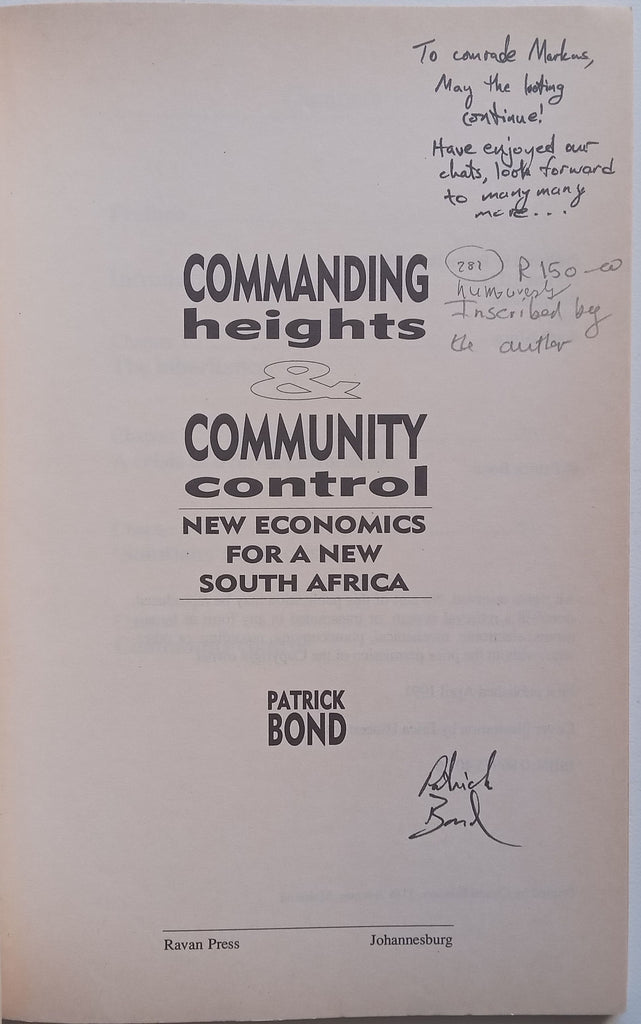 To comrade Markus,
May the looting
continue!
Have enjoyed our
chats, look forward
to many many
more...
282 R150-00
humourously
Inscribed by
the author
COMMANDING
heights
&
COMMUNITY
control
NEW ECONOMICS
FOR A NEW
SOUTH AFRICA
PATRICK
BOND
Patrick
Bond
Ravan Press Johannesburg